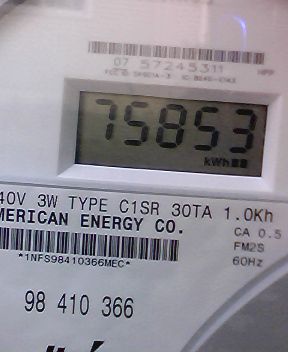 07 57245311
HPP
75853
kWh
40V 3W TYPE C1SR 30TA 1.0Kh
MERICAN ENERGY CO.
CA 0.5
FM2S
*1NFS98410366MEC*
60Hz
98 410 366